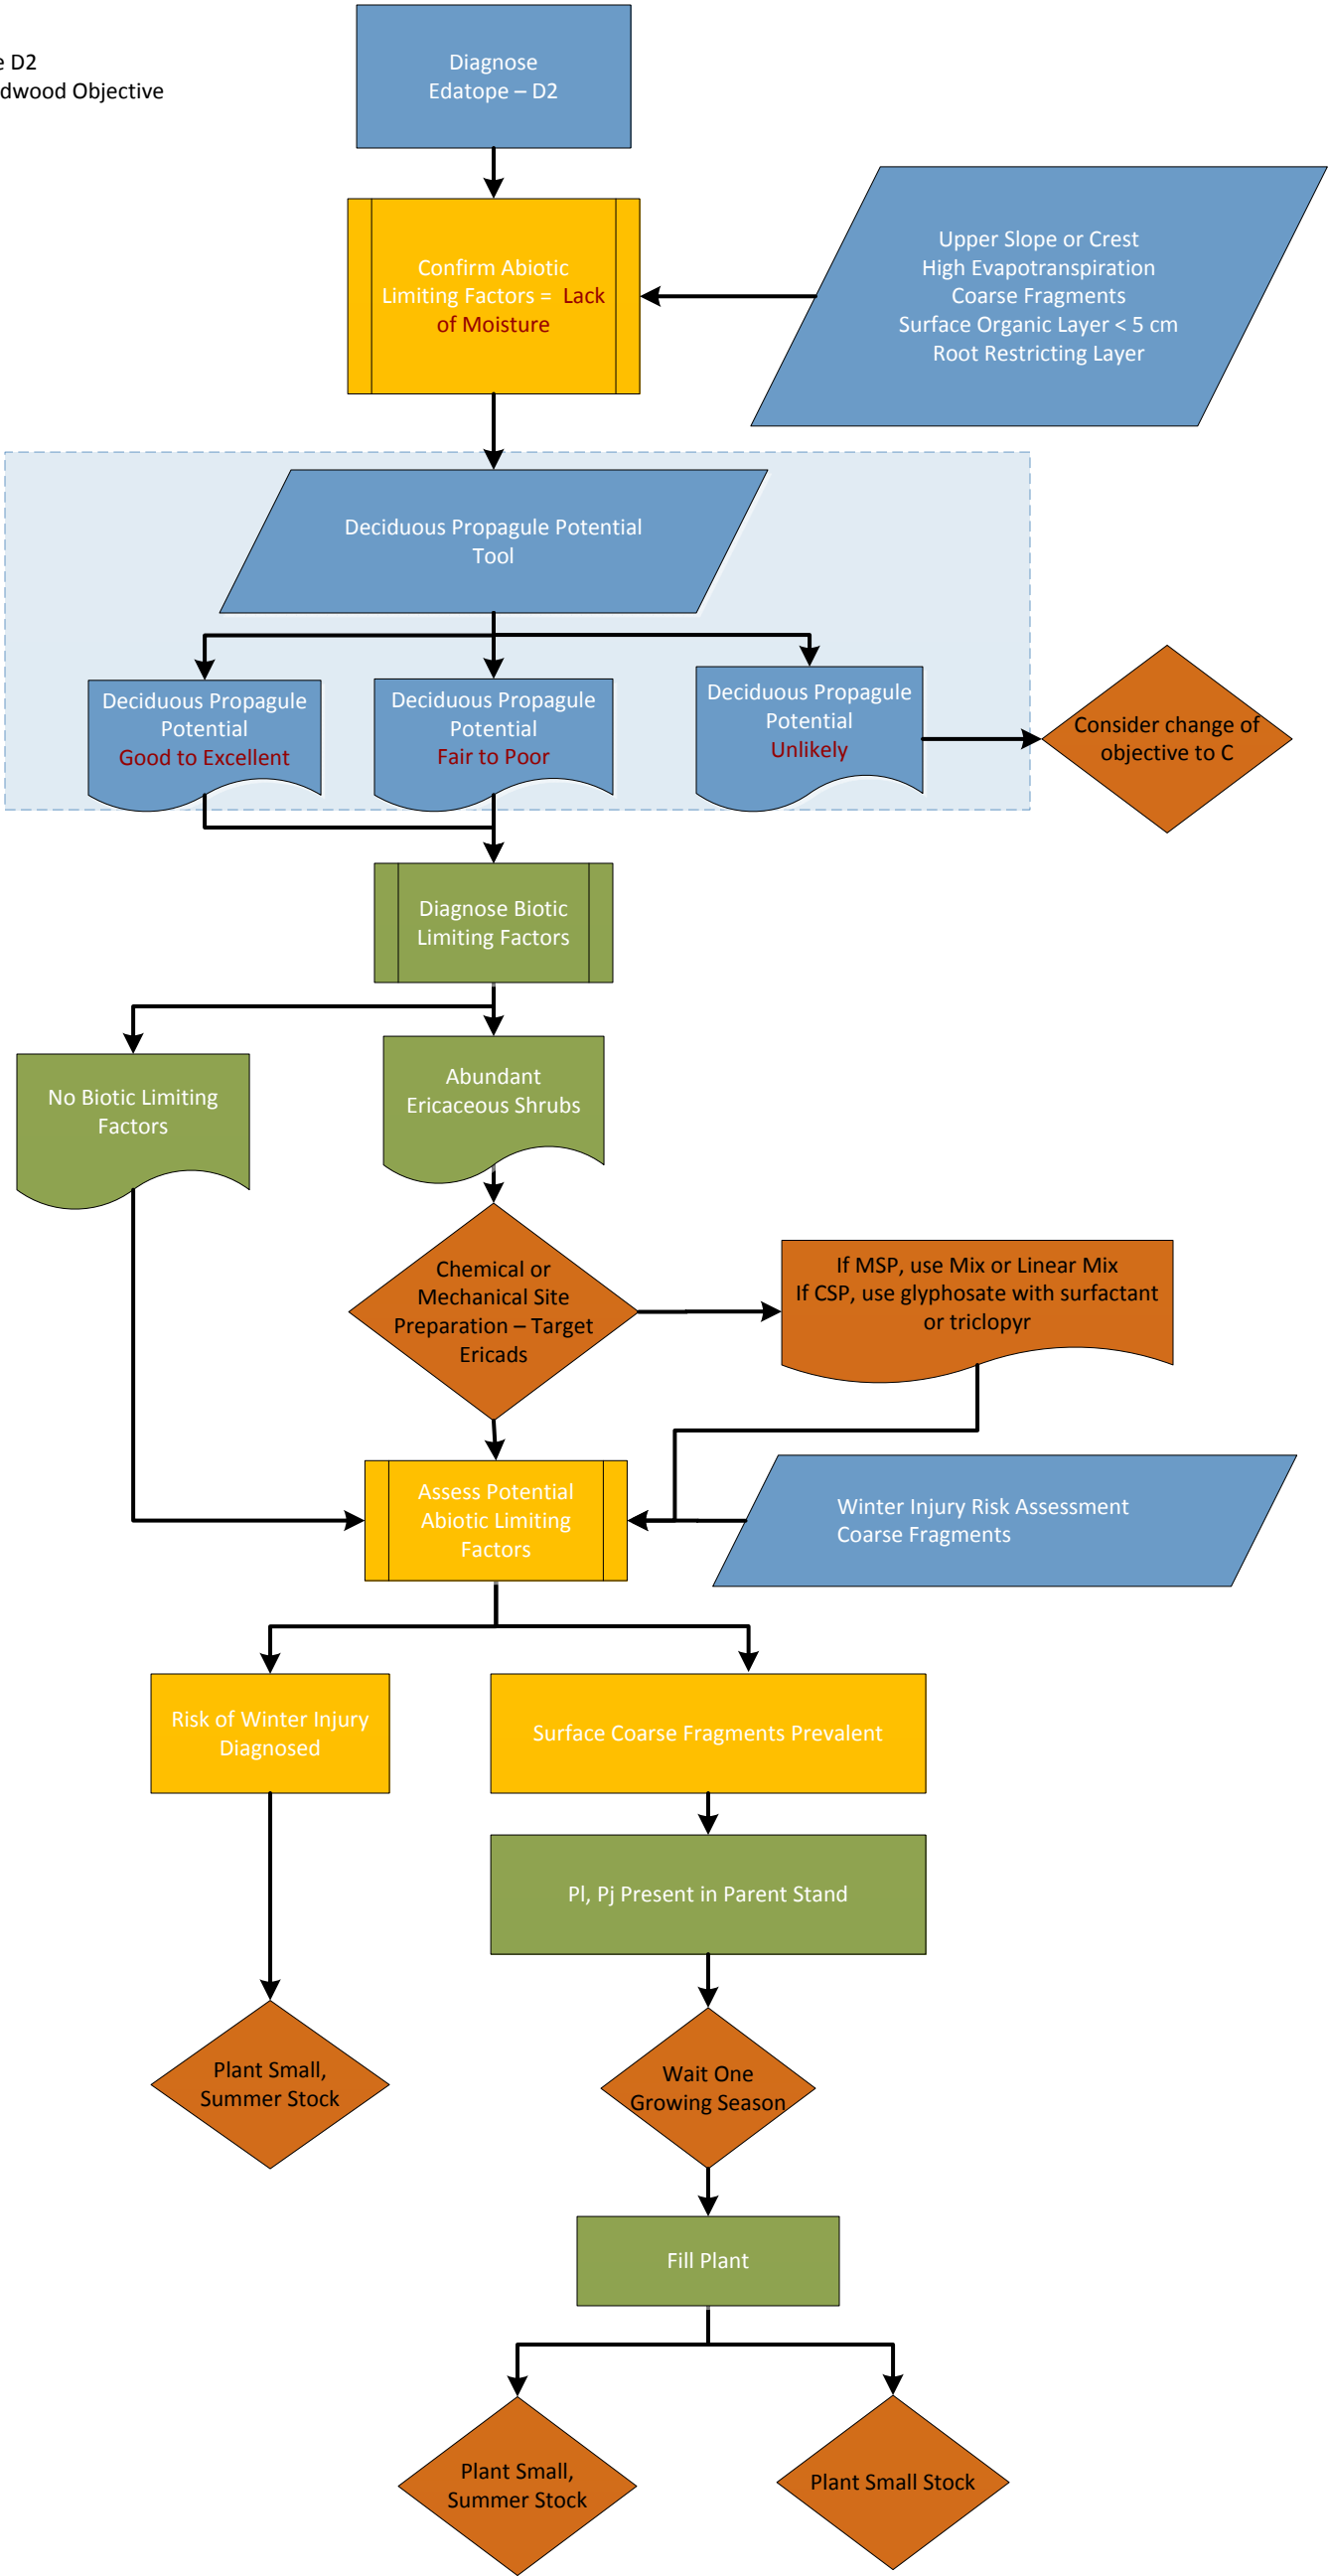 D2
Objective
Diagnose
Edatope – D2
Confirm Abiotic
Limiting Factors = Lack
of Moisture
Upper Slope or Crest
High Evapotranspiration
Coarse Fragments
Surface Organic Layer < 5 cm
Root Restricting Layer
Deciduous Propagule Potential
Tool
Deciduous Propagule
Potential
Good to Excellent
Deciduous Propagule
Potential
Fair to Poor
Deciduous Propagule
Potential
Unlikely
Consider change of
objective to C
Diagnose Biotic
Limiting Factors
No Biotic Limiting
Factors
Abundant
Ericaceous Shrubs
Chemical or
Mechanical Site
Preparation – Target
Ericads
If MSP, use Mix or Linear Mix
If CSP, use glyphosate with surfactant
or triclopyr
Assess Potential
Abiotic Limiting
Factors
Winter Injury Risk Assessment
Coarse Fragments
Risk of Winter Injury
Diagnosed
Surface Coarse Fragments Prevalent
Pl, Pj Present in Parent Stand
Plant Small,
Summer Stock
Wait One
Growing Season
Fill Plant
Plant Small,
Summer Stock
Plant Small Stock